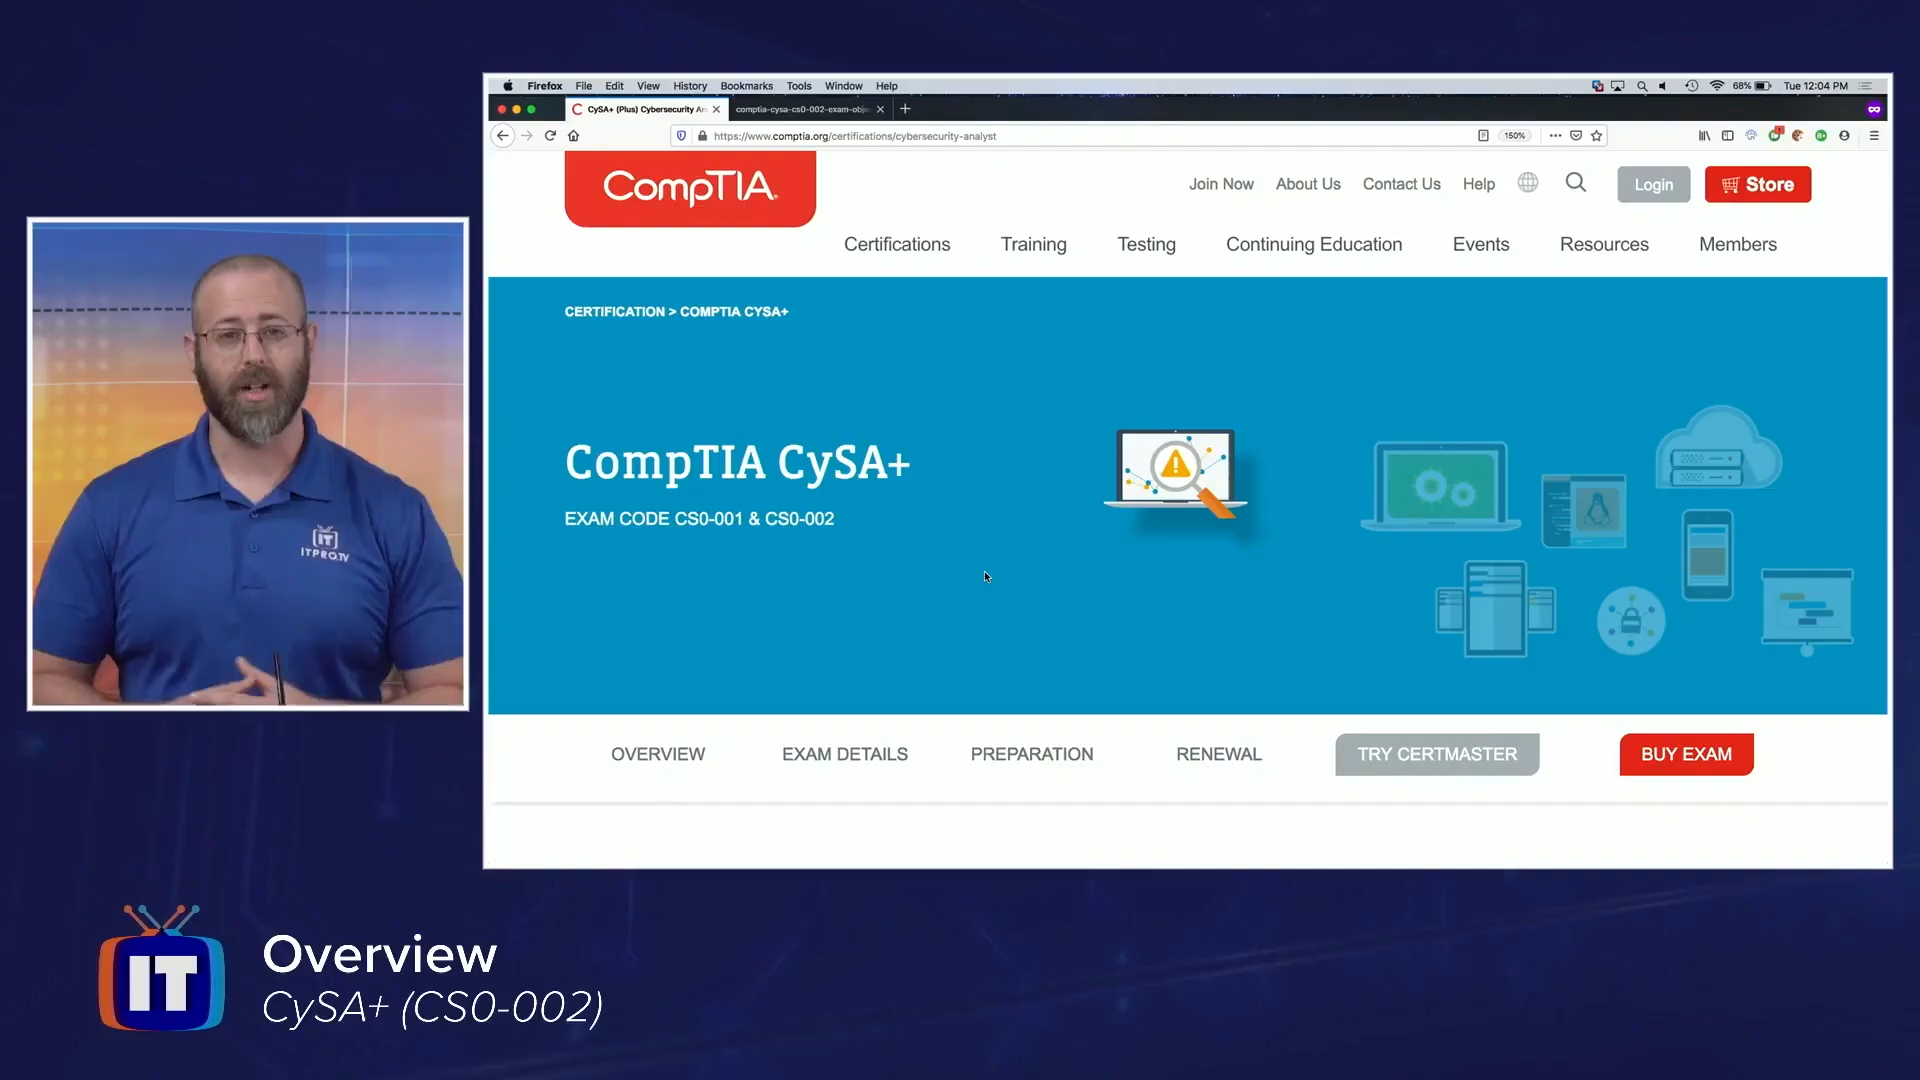 Firefox File Edit View History Bookmarks Tools Window Help
68% Tue 12:04 PM
CySA+ (Plus) Cybersecurity An
comptia-cysa-cs0-002-exam-obje
https://www.comptia.org/certifications/cybersecurity-analyst
150%
CompTIA.
Join Now About Us Contact Us Help Login Store
Certifications Training Testing Continuing Education Events Resources Members
CERTIFICATION > COMPTIA CYSA+
CompTIA CySA+
EXAM CODE CS0-001 & CS0-002
OVERVIEW EXAM DETAILS PREPARATION RENEWAL TRY CERTMASTER BUY EXAM
IT
ITPRO.TV
IT
Overview
CySA+ (CS0-002)